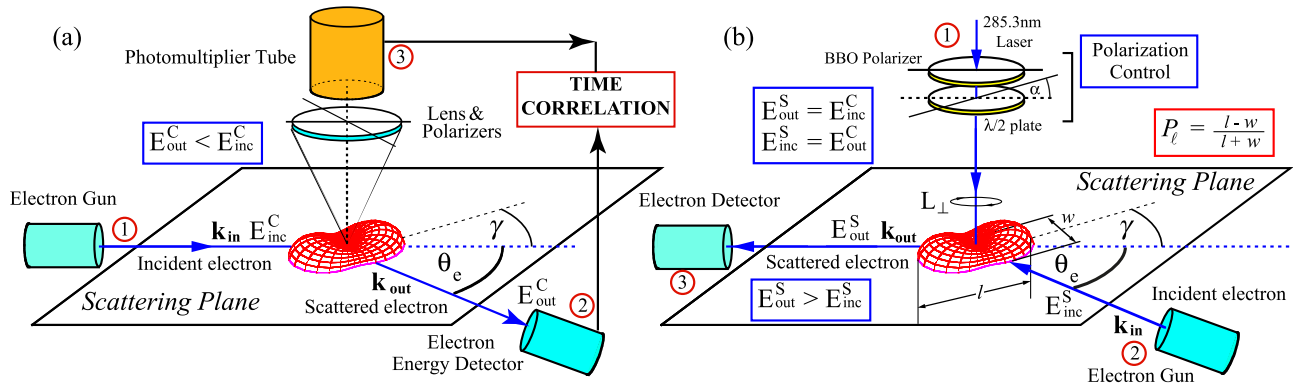 (a)
Photomultiplier Tube
3
TIME
CORRELATION
Lens &
Polarizers
E^C_out < E^C_inc
Electron Gun
1
k_in E^C_inc
Incident electron
γ
θ_e
k_out
Scattered electron
E^C_out
2
Scattering Plane
Electron
Energy Detector
(b)
1
285.3nm
Laser
BBO Polarizer
α
λ/2 plate
Polarization
Control
E^S_out = E^C_inc
E^S_inc = E^C_out
P_ℓ = (l - w) / (l + w)
Scattering Plane
Electron Detector
L_⊥
w
γ
E^S_out k_out
Scattered electron
θ_e
3
E^S_out > E^S_inc
l
E^S_inc
Incident electron
k_in
2
Electron Gun